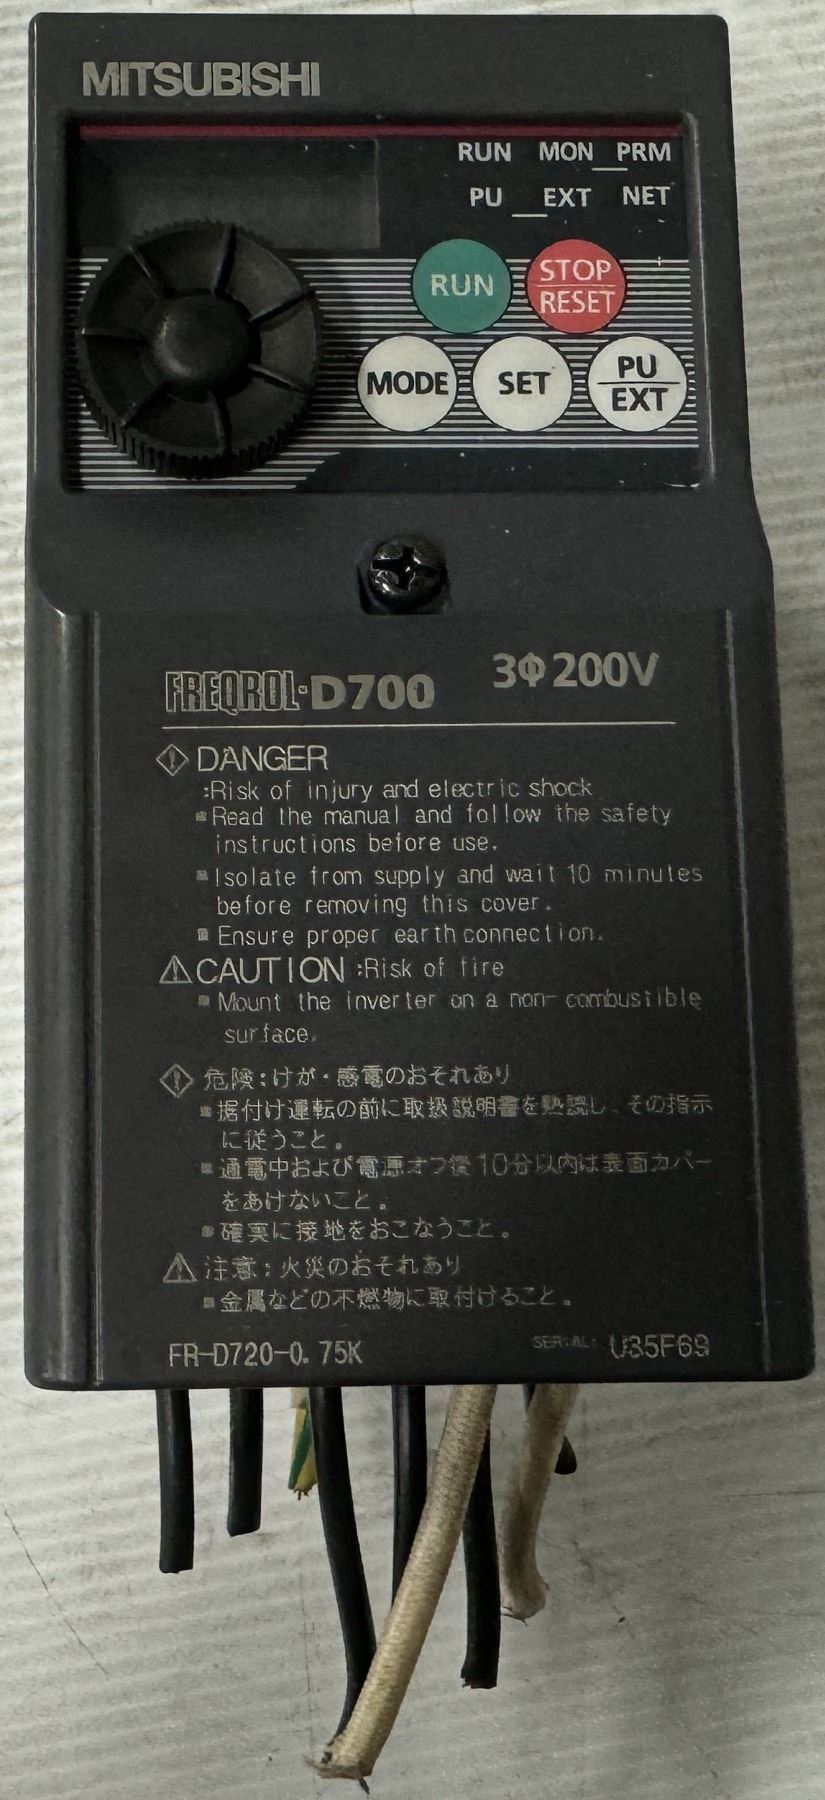 MITSUBISHI
RUN MON PRM
PU EXT NET
RUN
STOP
RESET
MODE
SET
PU
EXT
FREQROL-D700 3Φ200V
DANGER
:Risk of injury and electric shock
Read the manual and follow the safety
instructions before use.
Isolate from supply and wait 10 minutes
before removing this cover.
Ensure proper earth connection.
CAUTION :Risk of fire
Mount the inverter on a non-combustible
surface.
危険:けが・感電のおそれあり
据付け運転の前に取扱説明書を熟読し、その指示
に従うこと。
通電中および電源オフ後10分以内は表面カバー
をあけないこと。
確実に接地をおこなうこと。
注意:火災のおそれあり
金属などの不燃物に取付けること。
FR-D720-0.75K SERIAL: U35F69